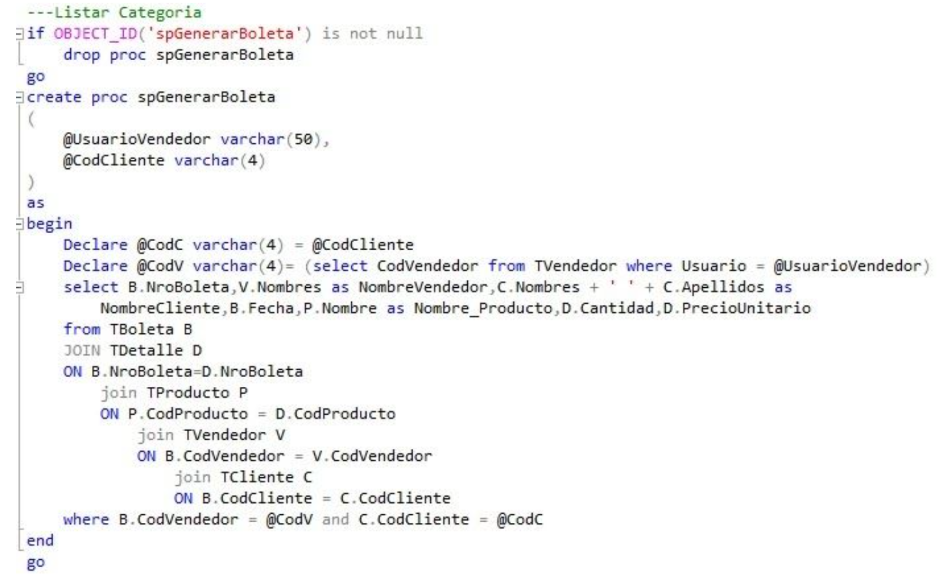 ---Listar Categoria
if OBJECT_ID('spGenerarBoleta') is not null
    drop proc spGenerarBoleta
go
create proc spGenerarBoleta
(
    @UsuarioVendedor varchar(50),
    @CodCliente varchar(4)
)
as
begin
    Declare @CodC varchar(4) = @CodCliente
    Declare @CodV varchar(4)= (select CodVendedor from TVendedor where Usuario = @UsuarioVendedor)
    select B.NroBoleta,V.Nombres as NombreVendedor,C.Nombres + ' ' + C.Apellidos as
        NombreCliente,B.Fecha,P.Nombre as Nombre_Producto,D.Cantidad,D.PrecioUnitario
    from TBoleta B
    JOIN TDetalle D
    ON B.NroBoleta=D.NroBoleta
        join TProducto P
        ON P.CodProducto = D.CodProducto
            join TVendedor V
            ON B.CodVendedor = V.CodVendedor
                join TCliente C
                ON B.CodCliente = C.CodCliente
    where B.CodVendedor = @CodV and C.CodCliente = @CodC
end
go